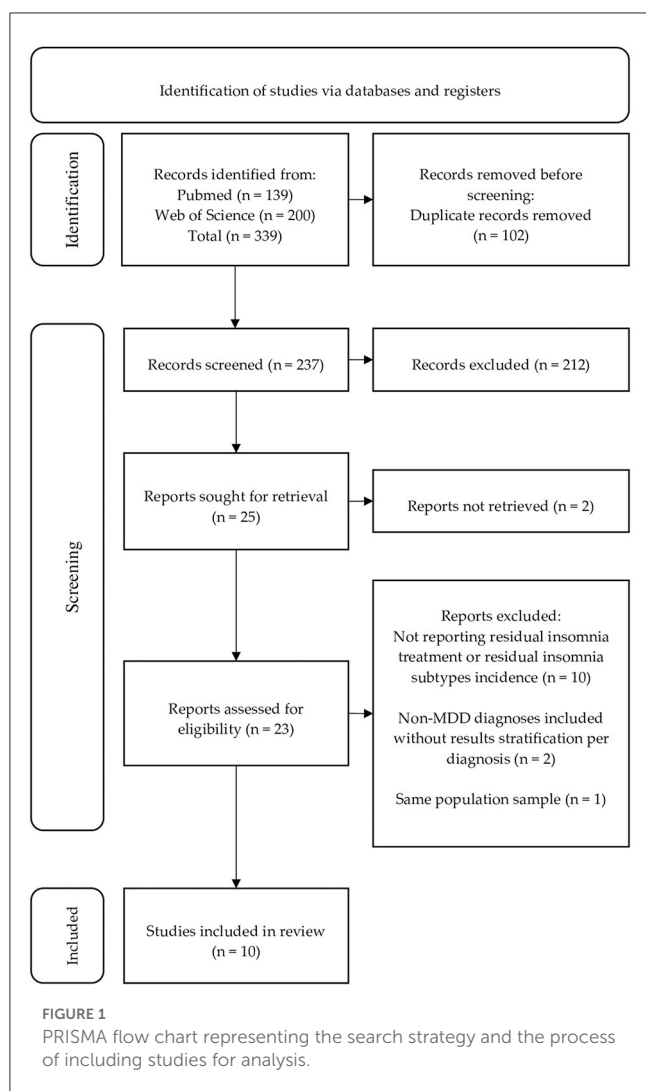 Identification of studies via databases and registers
Identification
Records identified from:
Pubmed (n = 139)
Web of Science (n = 200)
Total (n = 339)
Records removed before
screening:
Duplicate records removed
(n = 102)
Screening
Records screened (n = 237)
Records excluded (n = 212)
Reports sought for retrieval
(n = 25)
Reports not retrieved (n = 2)
Reports assessed for
eligibility (n = 23)
Reports excluded:
Not reporting residual insomnia
treatment or residual insomnia
subtypes incidence (n = 10)
Non-MDD diagnoses included
without results stratification per
diagnosis (n = 2)
Same population sample (n = 1)
Included
Studies included in review
(n = 10)
FIGURE 1
PRISMA flow chart representing the search strategy and the process
of including studies for analysis.